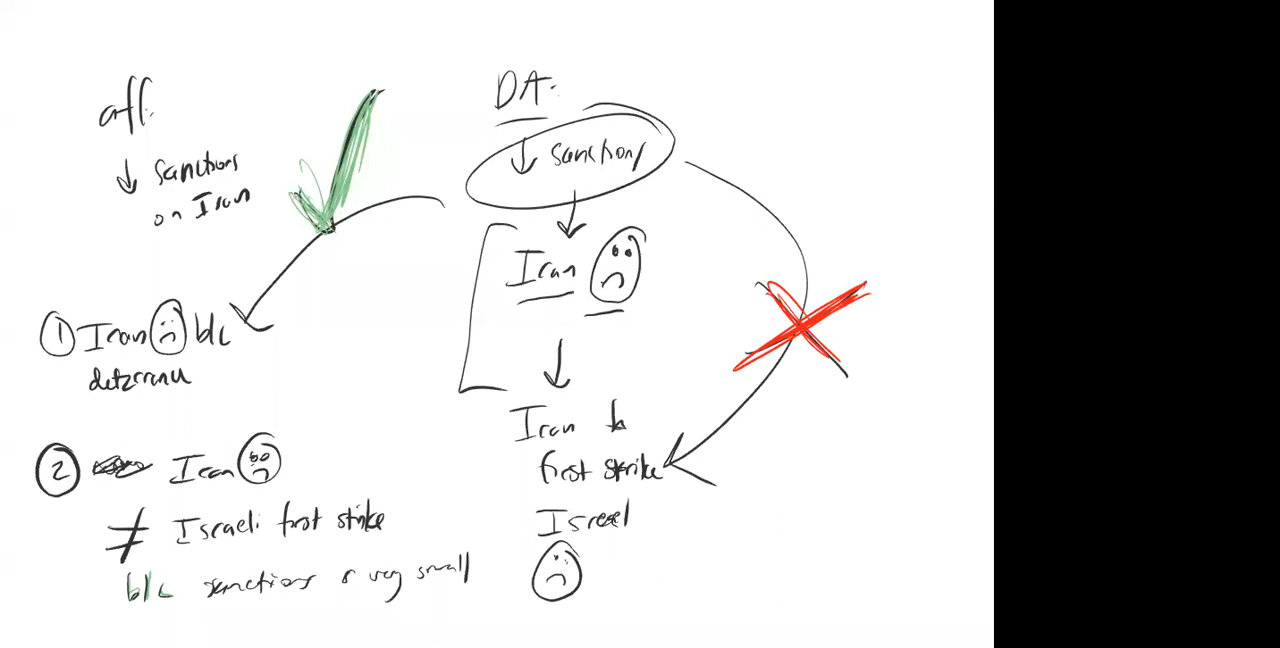 aff.
↓ sanctions
on Iran
① Iran ☹ b/c
deterrence
② Iran ☹
≠ Israeli first strike
b/c sanctions r very small
DA.
↓ sanctions
↓
Iran ☹
↓
Iran
first strike
Israel
☹